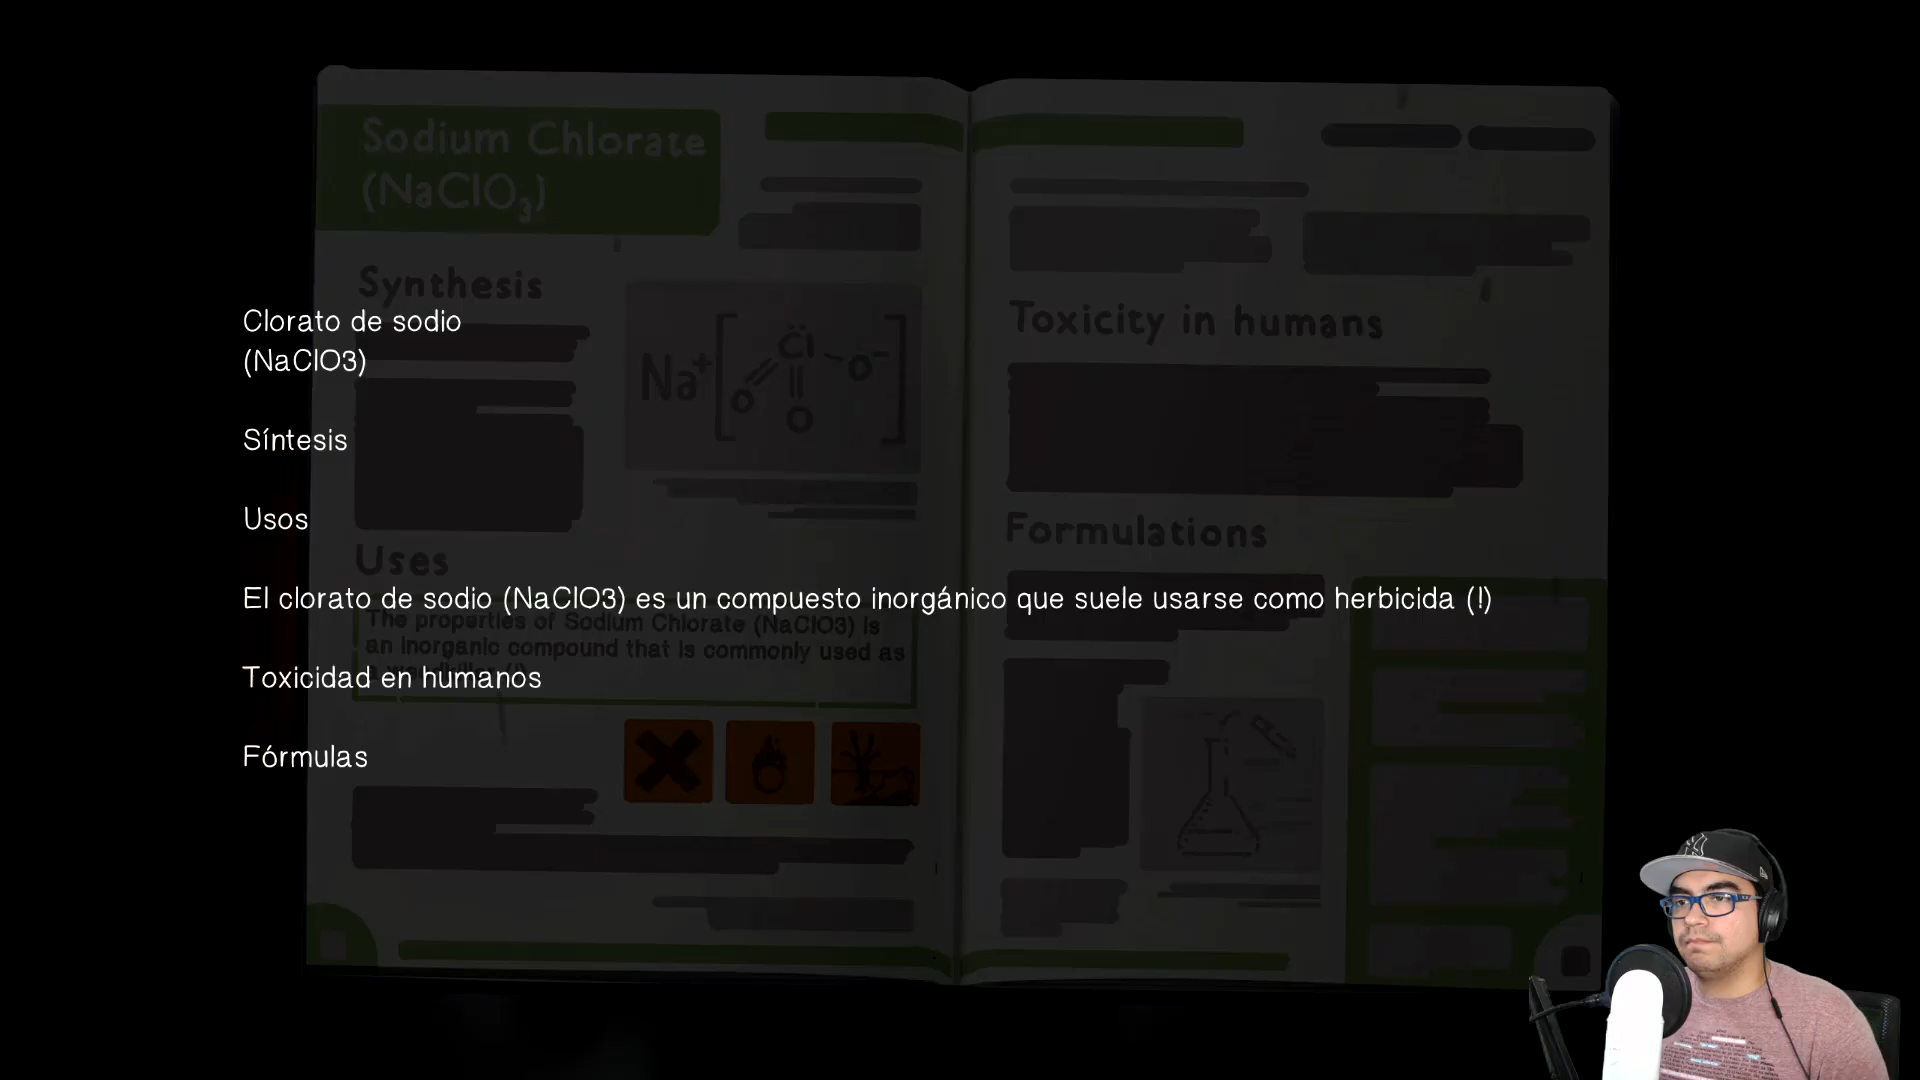 Sodium Chlorate
(NaClO3)
Synthesis
Na+ [Cl O O O-]
Uses
The properties of Sodium Chlorate (NaClO3) is
an inorganic compound that is commonly used as
Toxicity in humans
Formulations
Clorato de sodio
(NaClO3)
Síntesis
Usos
El clorato de sodio (NaClO3) es un compuesto inorgánico que suele usarse como herbicida (!)
Toxicidad en humanos
Fórmulas